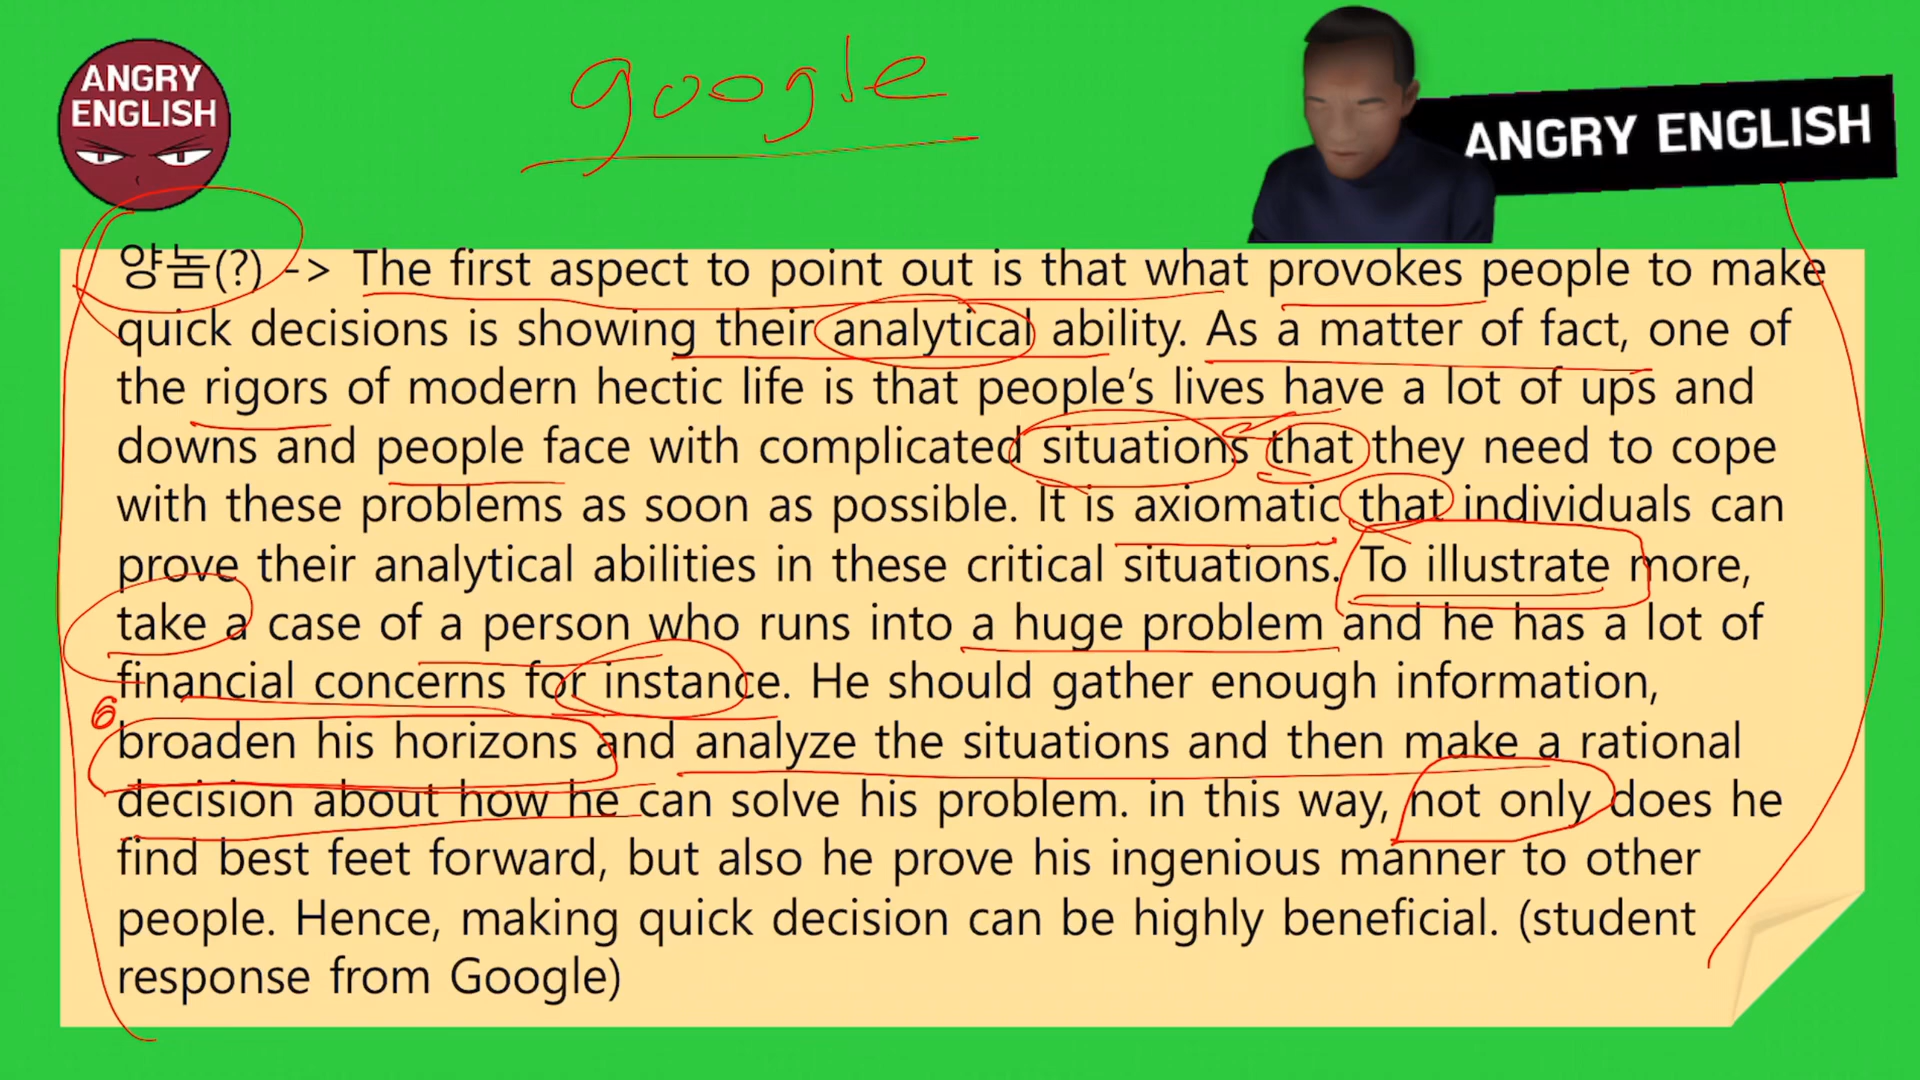 ANGRY
ENGLISH
google
ANGRY ENGLISH
양놈(?) -> The first aspect to point out is that what provokes people to make
quick decisions is showing their analytical ability. As a matter of fact, one of
the rigors of modern hectic life is that people’s lives have a lot of ups and
downs and people face with complicated situations that they need to cope
with these problems as soon as possible. It is axiomatic that individuals can
prove their analytical abilities in these critical situations. To illustrate more,
take a case of a person who runs into a huge problem and he has a lot of
financial concerns for instance. He should gather enough information,
6
broaden his horizons and analyze the situations and then make a rational
decision about how he can solve his problem. in this way, not only does he
find best feet forward, but also he prove his ingenious manner to other
people. Hence, making quick decision can be highly beneficial. (student
response from Google)